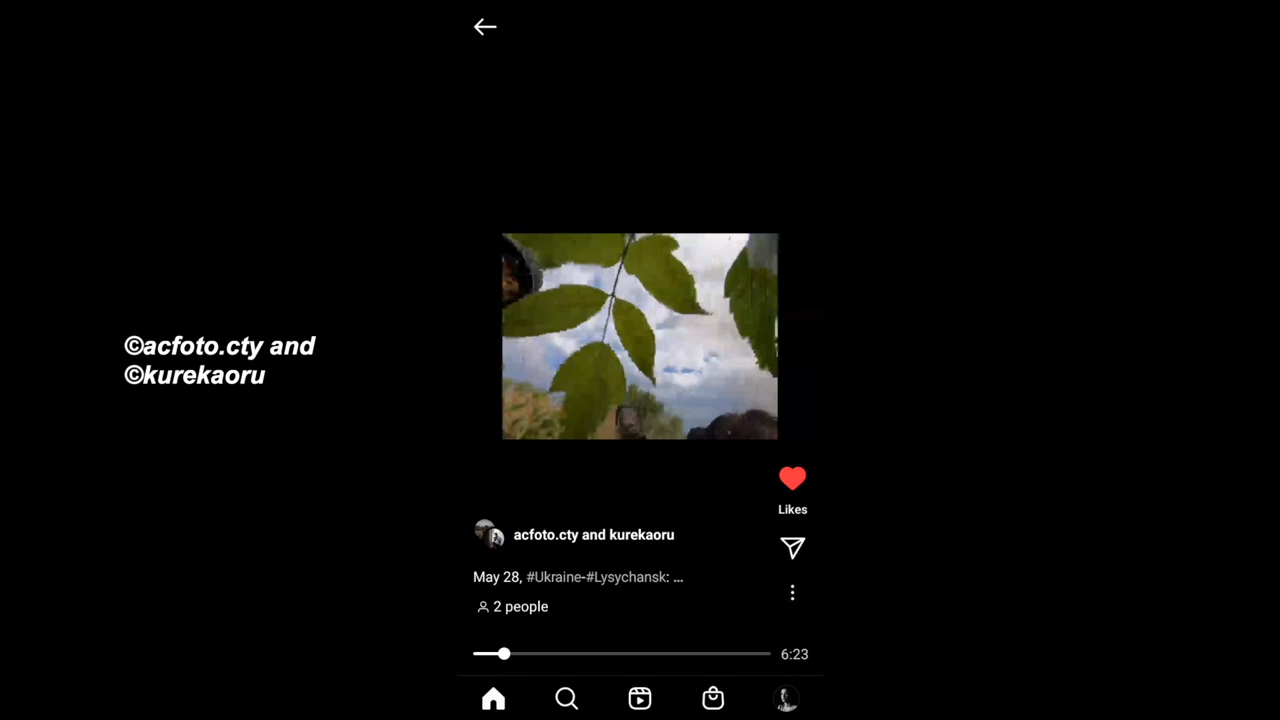 ©acfoto.cty and
©kurekaoru
Likes
acfoto.cty and kurekaoru
May 28, #Ukraine-#Lysychansk: ...
2 people
6:23